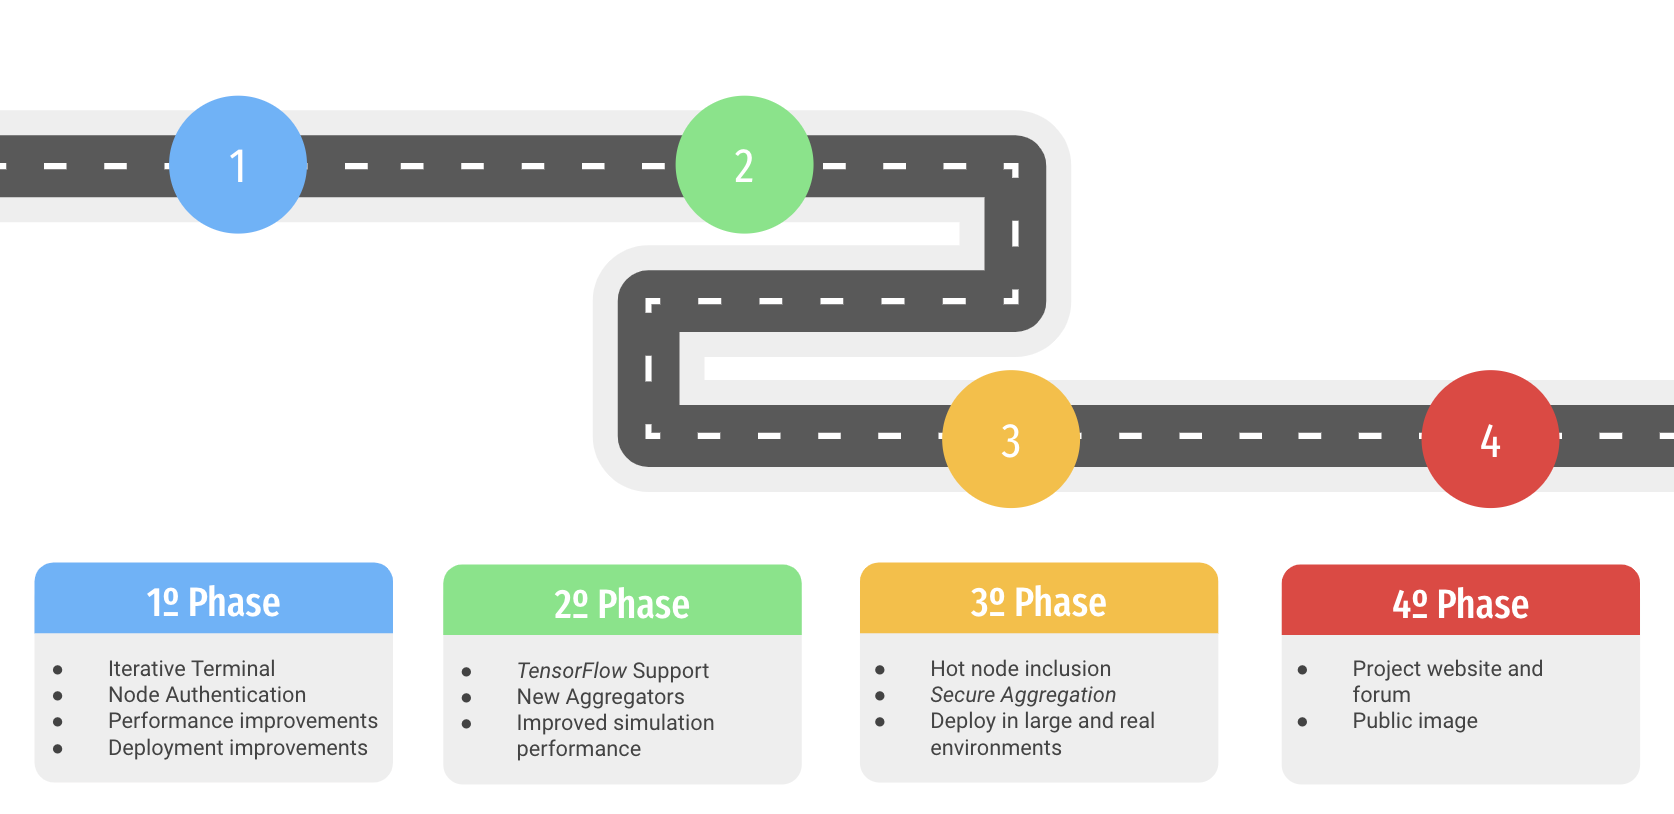 1
2
3
4
1º Phase
● Iterative Terminal
● Node Authentication
● Performance improvements
● Deployment improvements
2º Phase
● TensorFlow Support
● New Aggregators
● Improved simulation
performance
3º Phase
● Hot node inclusion
● Secure Aggregation
● Deploy in large and real
environments
4º Phase
● Project website and
forum
● Public image